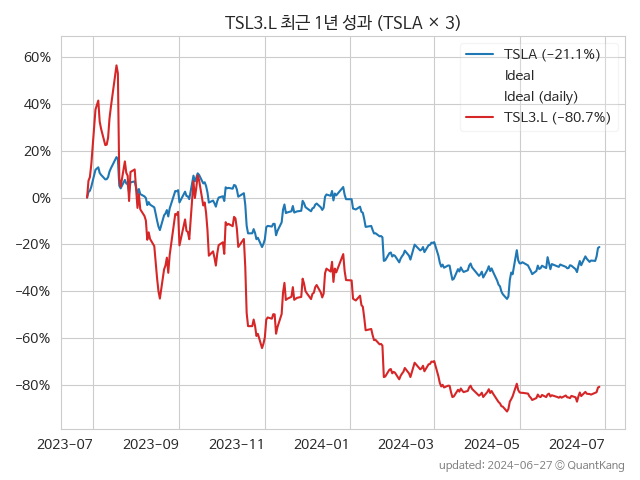 TSL3.L 최근 1년 성과 (TSLA × 3)
TSLA (−21.1%)
Ideal
Ideal (daily)
TSL3.L (−80.7%)
60%
40%
20%
0%
−20%
−40%
−60%
−80%
2023−07 2023−09 2023−11 2024−01 2024−03 2024−05 2024−07
updated: 2024-06-27 © QuantKang